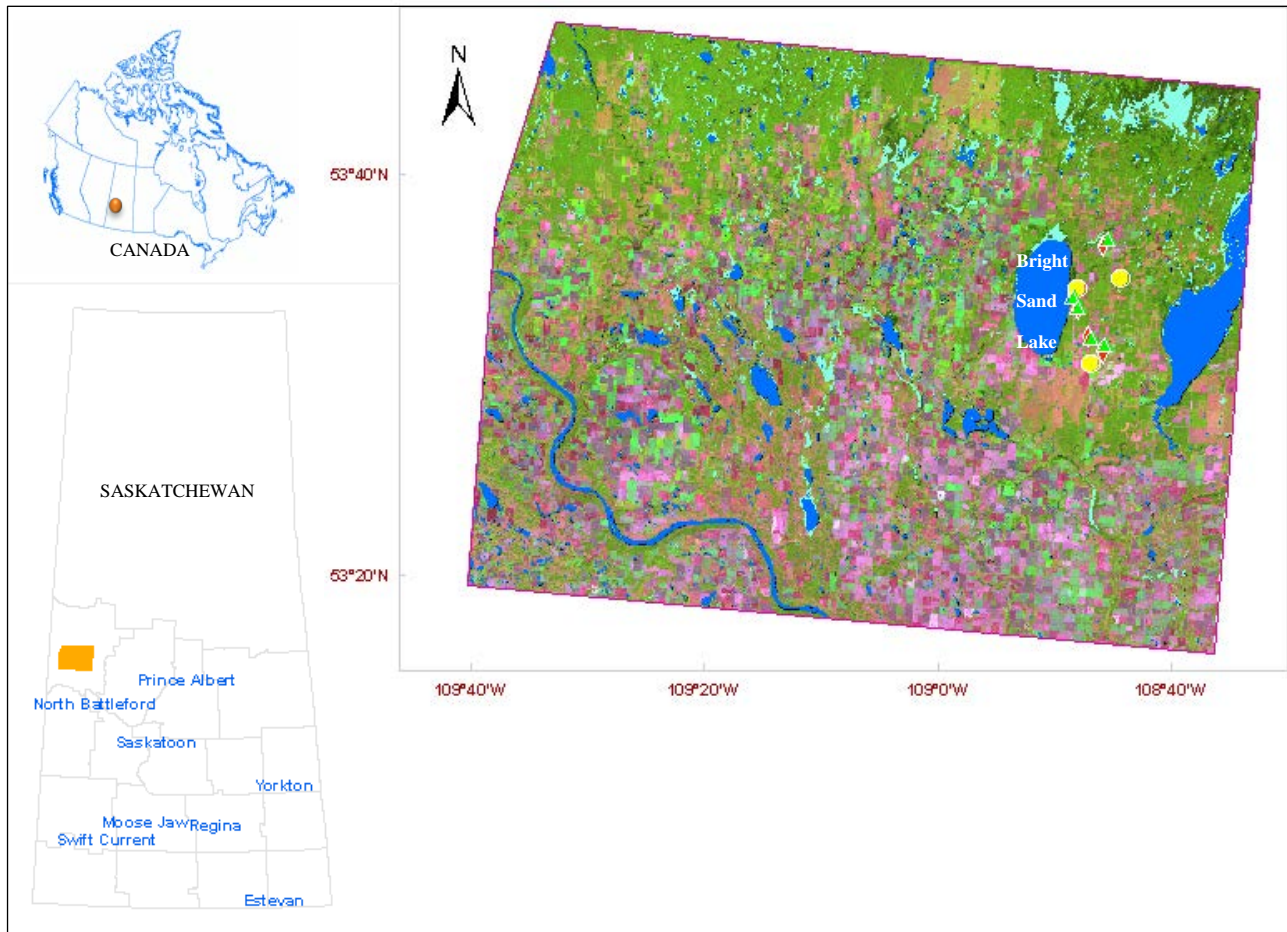 CANADA
SASKATCHEWAN
Prince Albert
North Battleford
Saskatoon
Yorkton
Moose Jaw
Regina
Swift Current
Estevan
N
53°40'N
53°20'N
Bright
Sand
Lake
109°40'W
109°20'W
109°0'W
108°40'W